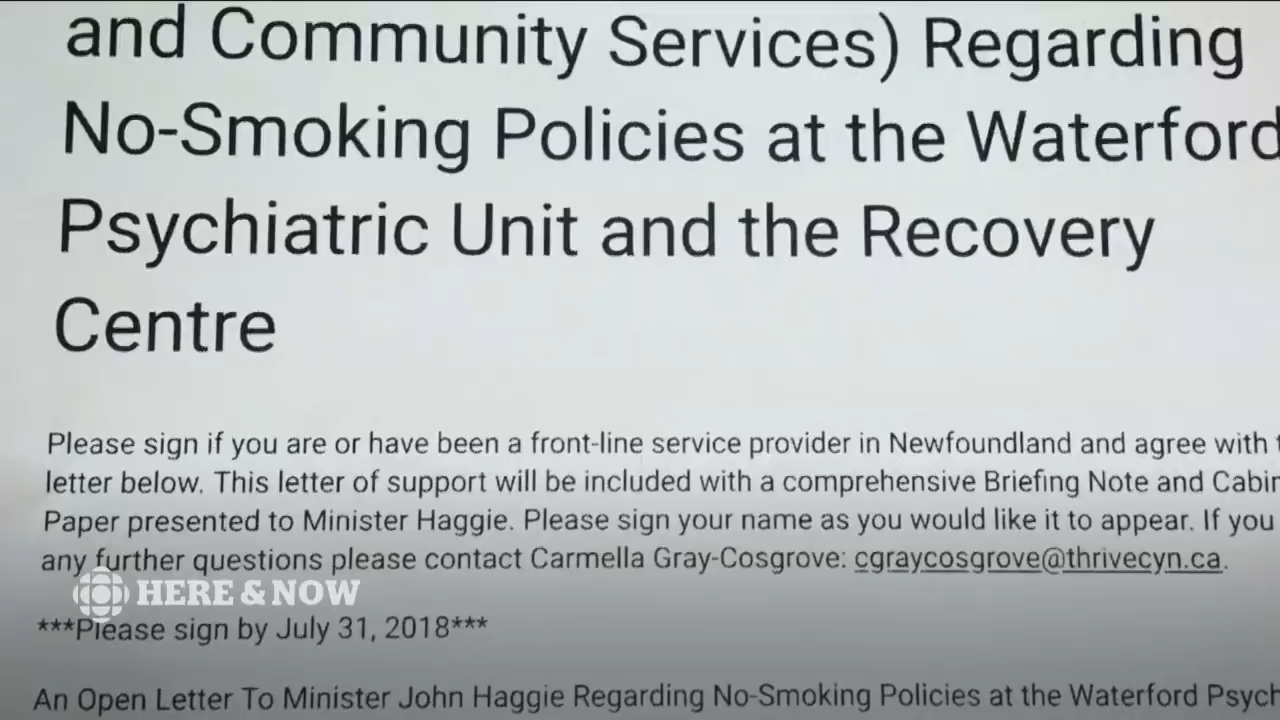 and Community Services) Regarding
No-Smoking Policies at the Waterford
Psychiatric Unit and the Recovery
Centre
Please sign if you are or have been a front-line service provider in Newfoundland and agree with
letter below. This letter of support will be included with a comprehensive Briefing Note and
Paper presented to Minister Haggie. Please sign your name as you would like it to appear. If you
any further questions please contact Carmella Gray-Cosgrove: cgraycosgrove@thrivecyn.ca.
HERE & NOW
***Please sign by July 31, 2018***
An Open Letter To Minister John Haggie Regarding No-Smoking Policies at the Waterford